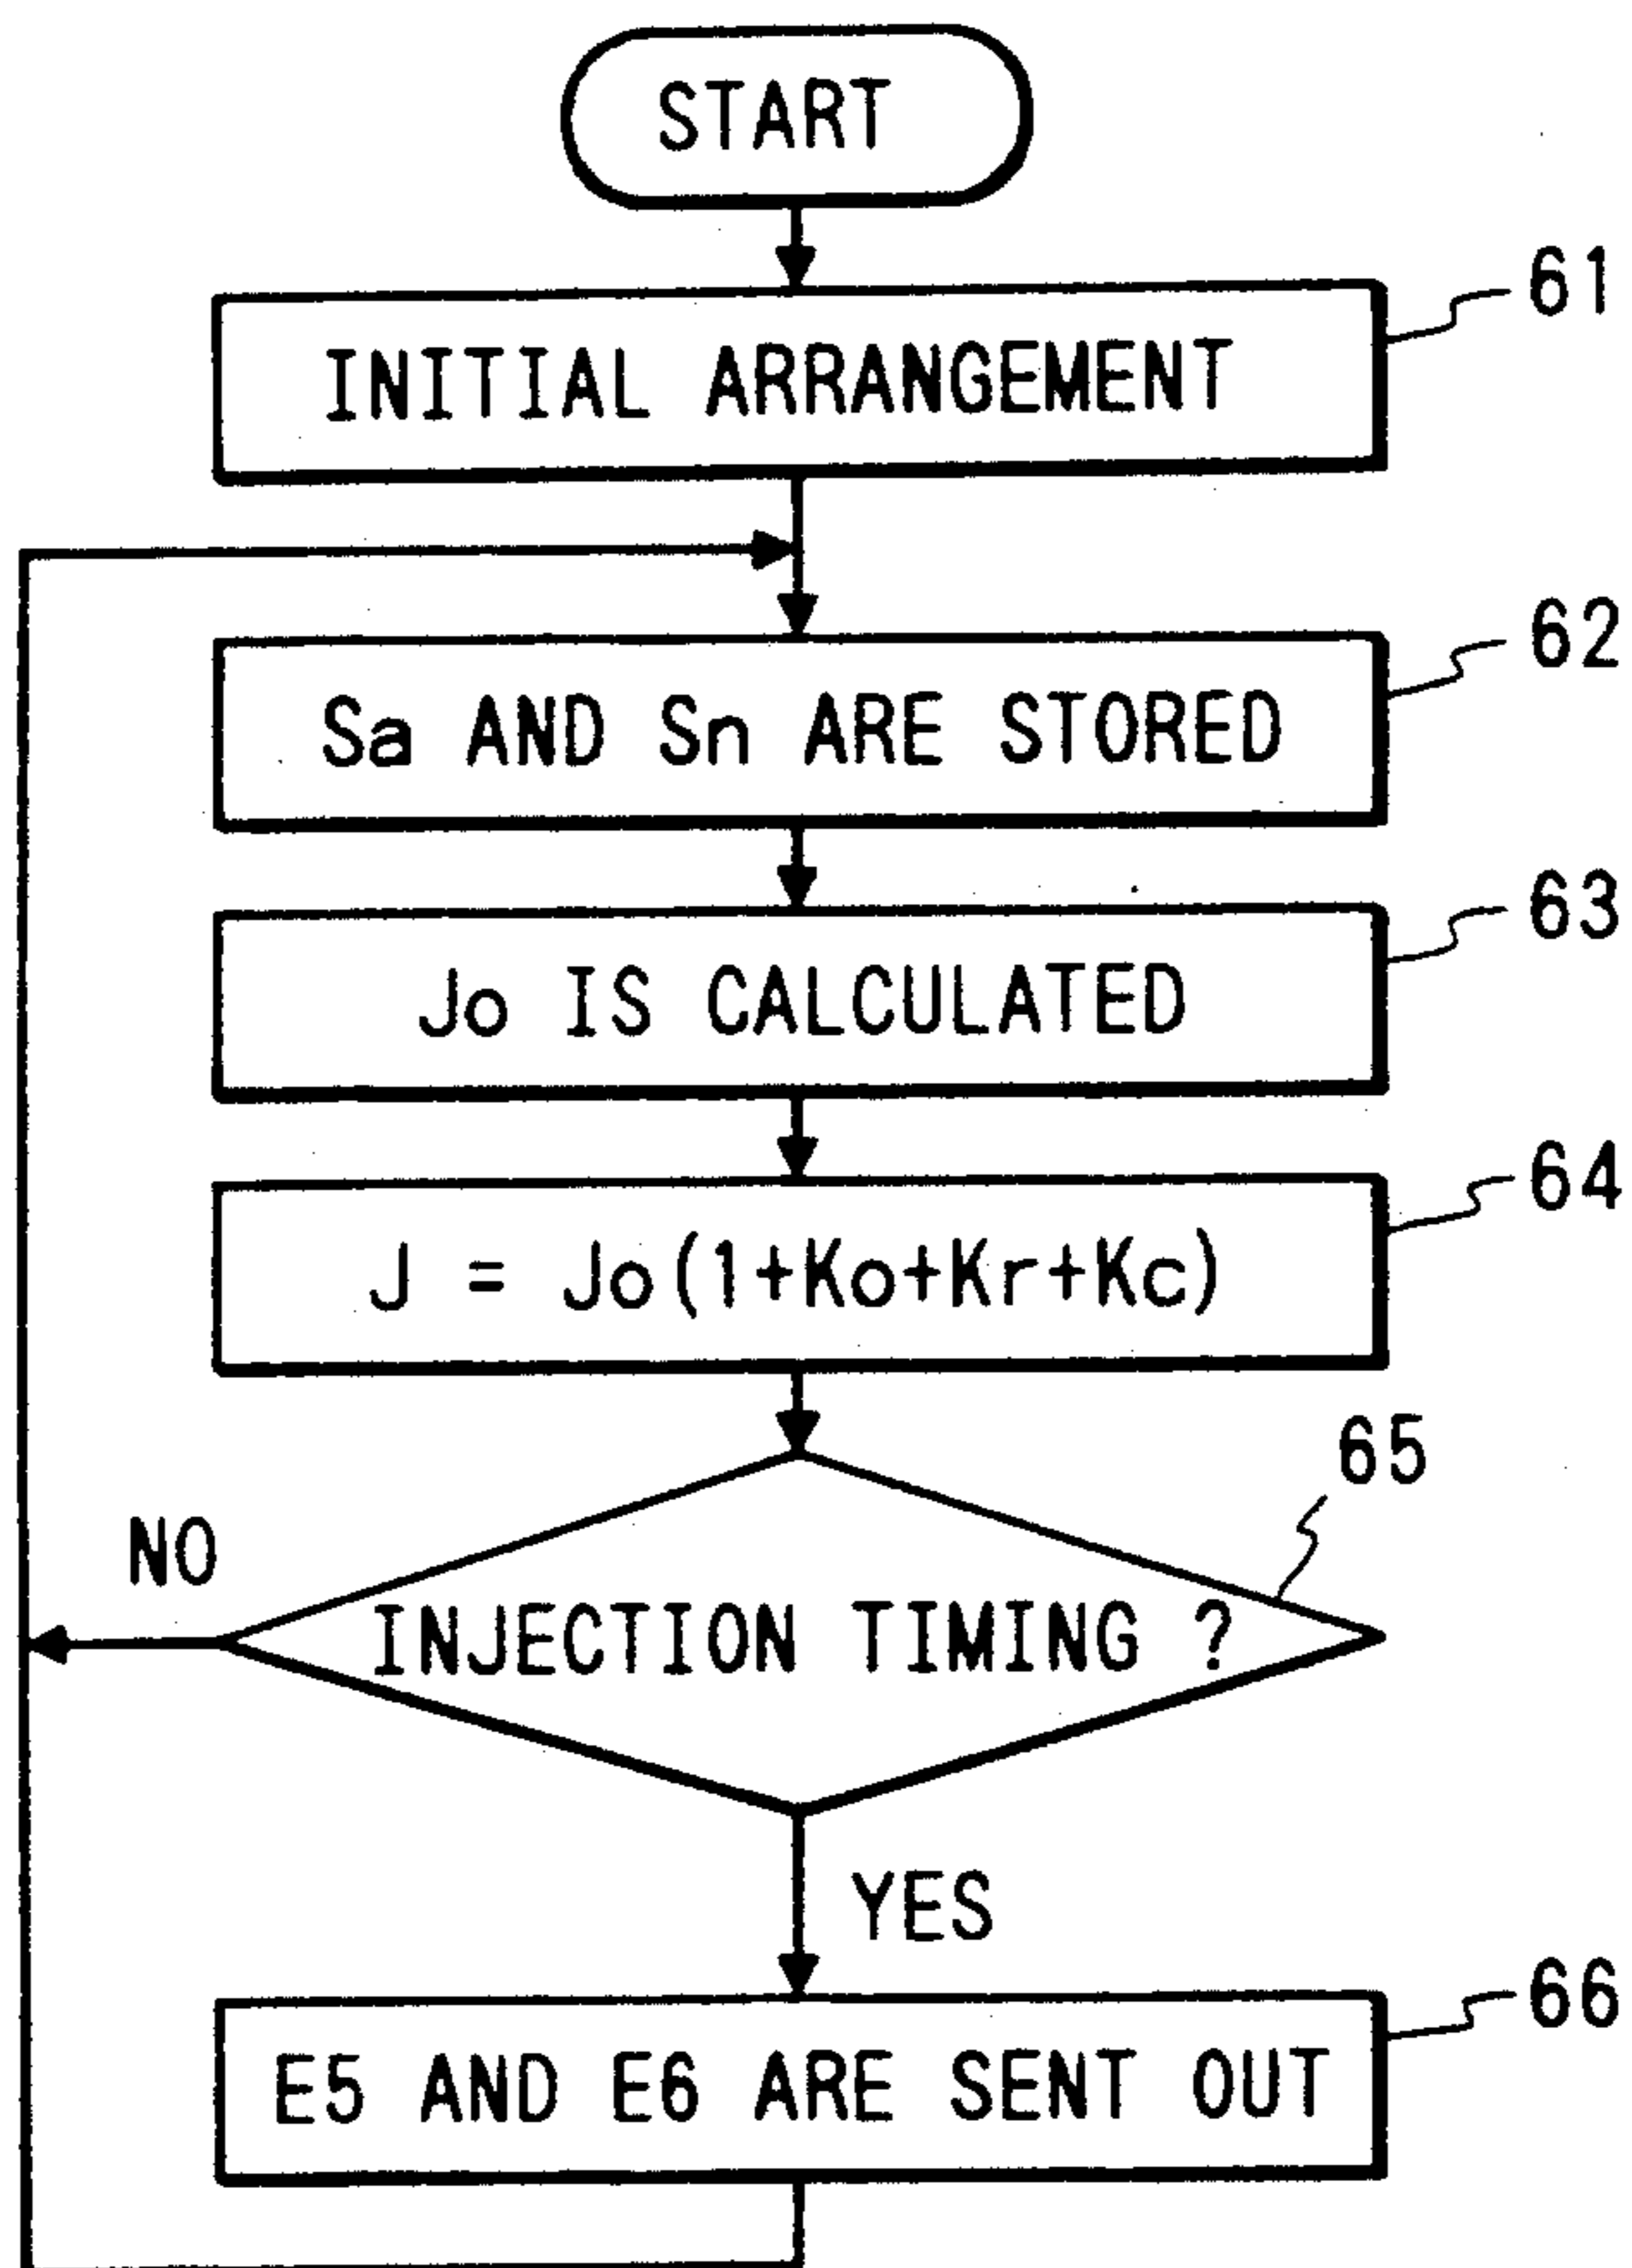 START
61
INITIAL ARRANGEMENT
62
Sa AND Sn ARE STORED
63
Jo IS CALCULATED
64
J = Jo(1+Ko+Kr+Kc)
65
NO
INJECTION TIMING ?
YES
66
E5 AND E6 ARE SENT OUT